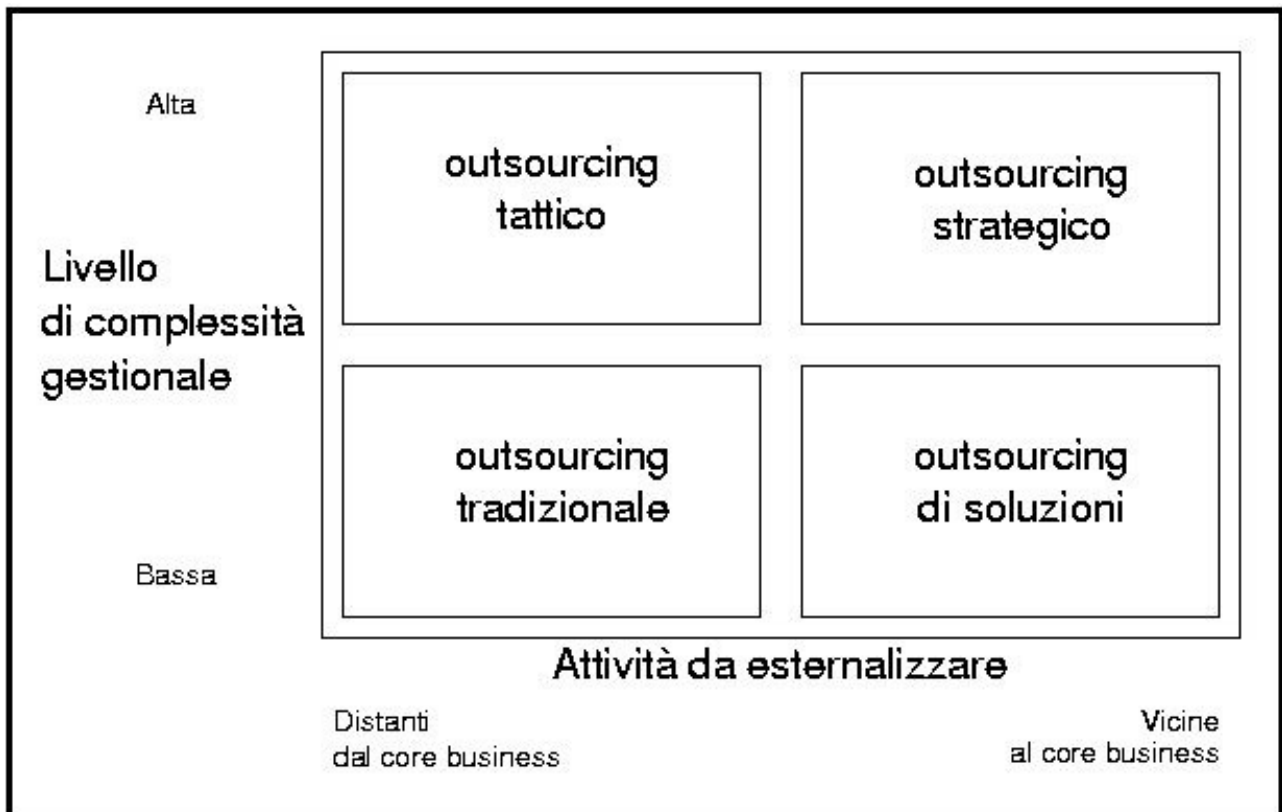 Alta
outsourcing
tattico
outsourcing
strategico
Livello
di complessità
gestionale
outsourcing
tradizionale
outsourcing
di soluzioni
Bassa
Attività da esternalizzare
Distanti
dal core business
Vicine
al core business